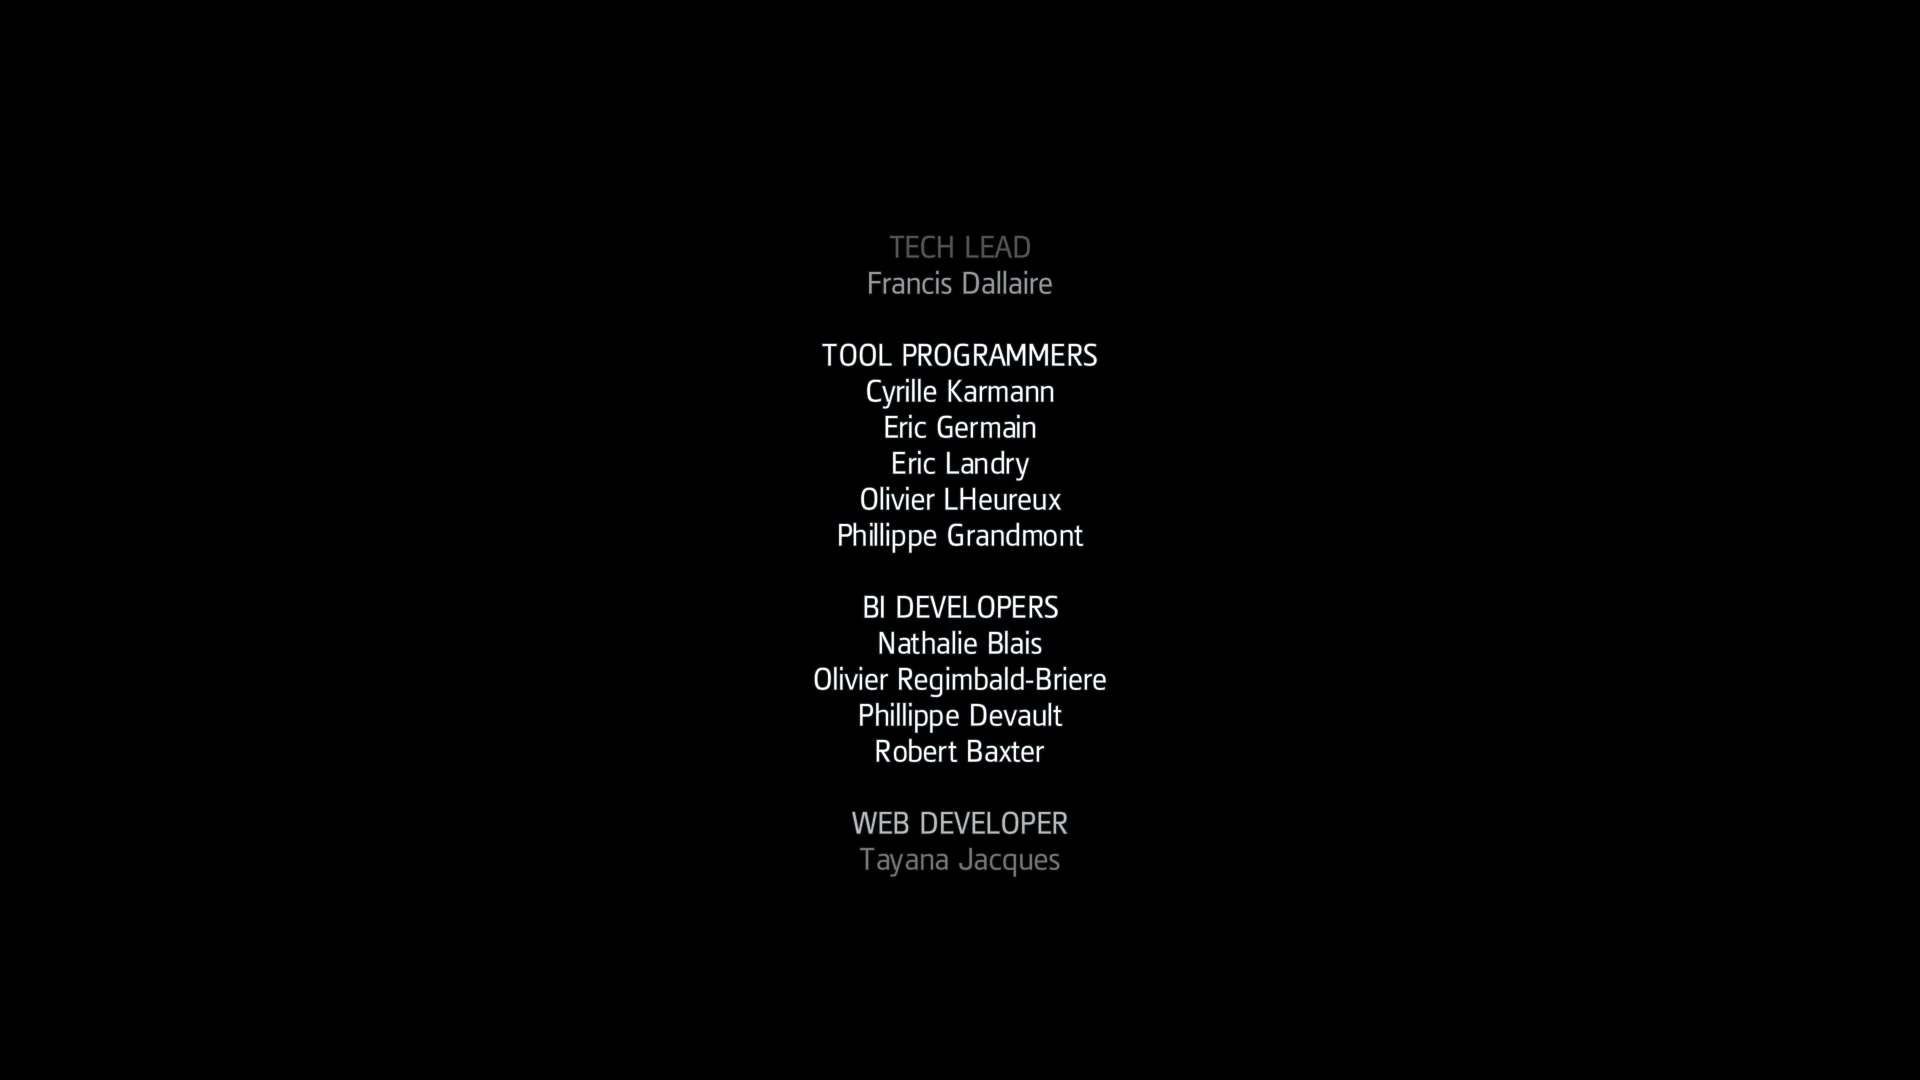 TECH LEAD
Francis Dallaire
TOOL PROGRAMMERS
Cyrille Karmann
Eric Germain
Eric Landry
Olivier LHeureux
Phillippe Grandmont
BI DEVELOPERS
Nathalie Blais
Olivier Regimbald-Briere
Phillippe Devault
Robert Baxter
WEB DEVELOPER
Tayana Jacques